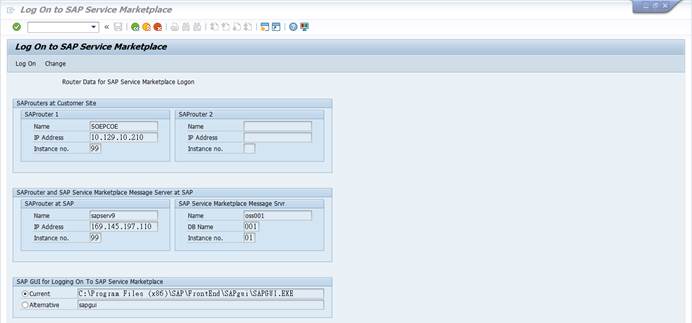 Log On to SAP Service Marketplace
Log On to SAP Service Marketplace
Log On Change
Router Data for SAP Service Marketplace Logon
SAProuters at Customer Site
SAProuter 1
Name SOEPCOE
IP Address 10.129.10.210
Instance no. 99
SAProuter 2
Name
IP Address
Instance no.
SAProuter and SAP Service Marketplace Message Server at SAP
SAProuter at SAP
Name sapserv9
IP Address 169.145.197.110
Instance no. 99
SAP Service Marketplace Message Srvr
Name oss001
DB Name 001
Instance no. 01
SAP GUI for Logging On To SAP Service Marketplace
Current C:\Program Files (x86)\SAP\FrontEnd\SAPgui\SAPGUI.EXE
Alternative sapgui